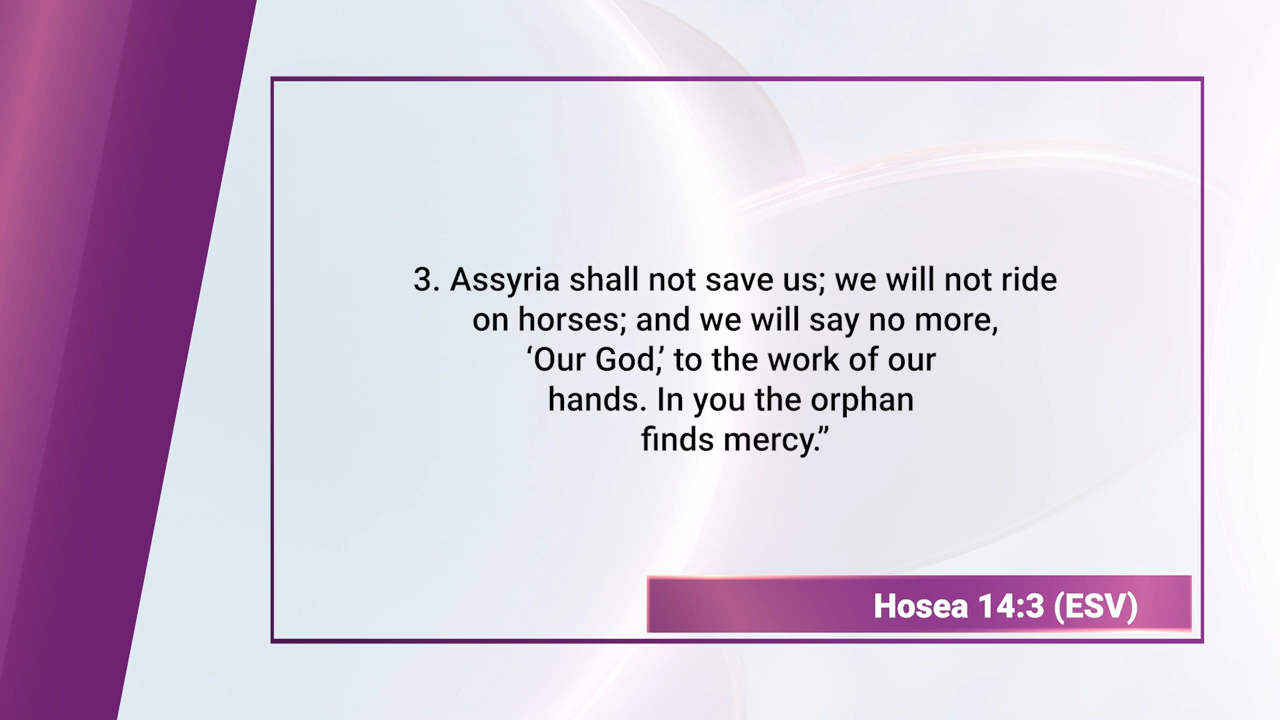 3. Assyria shall not save us; we will not ride
on horses; and we will say no more,
‘Our God,’ to the work of our
hands. In you the orphan
finds mercy.”
Hosea 14:3 (ESV)